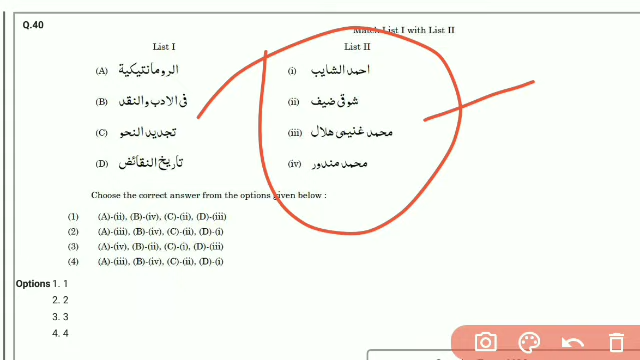 Q.40
Match List I with List II
List I List II
(A) الرومانتيكية (i) احمد الشايب
(B) فى الادب والنقد (ii) شوقى ضيف
(C) تجديد النحو (iii) محمد غنيمى هلال
(D) تاريخ النقائض (iv) محمد مندور
Choose the correct answer from the options given below :
(1) (A)-(ii), (B)-(iv), (C)-(ii), (D)-(iii)
(2) (A)-(iii), (B)-(iv), (C)-(ii), (D)-(i)
(3) (A)-(iv), (B)-(ii), (C)-(i), (D)-(iii)
(4) (A)-(iii), (B)-(iv), (C)-(ii), (D)-(i)
Options 1. 1
2. 2
3. 3
4. 4